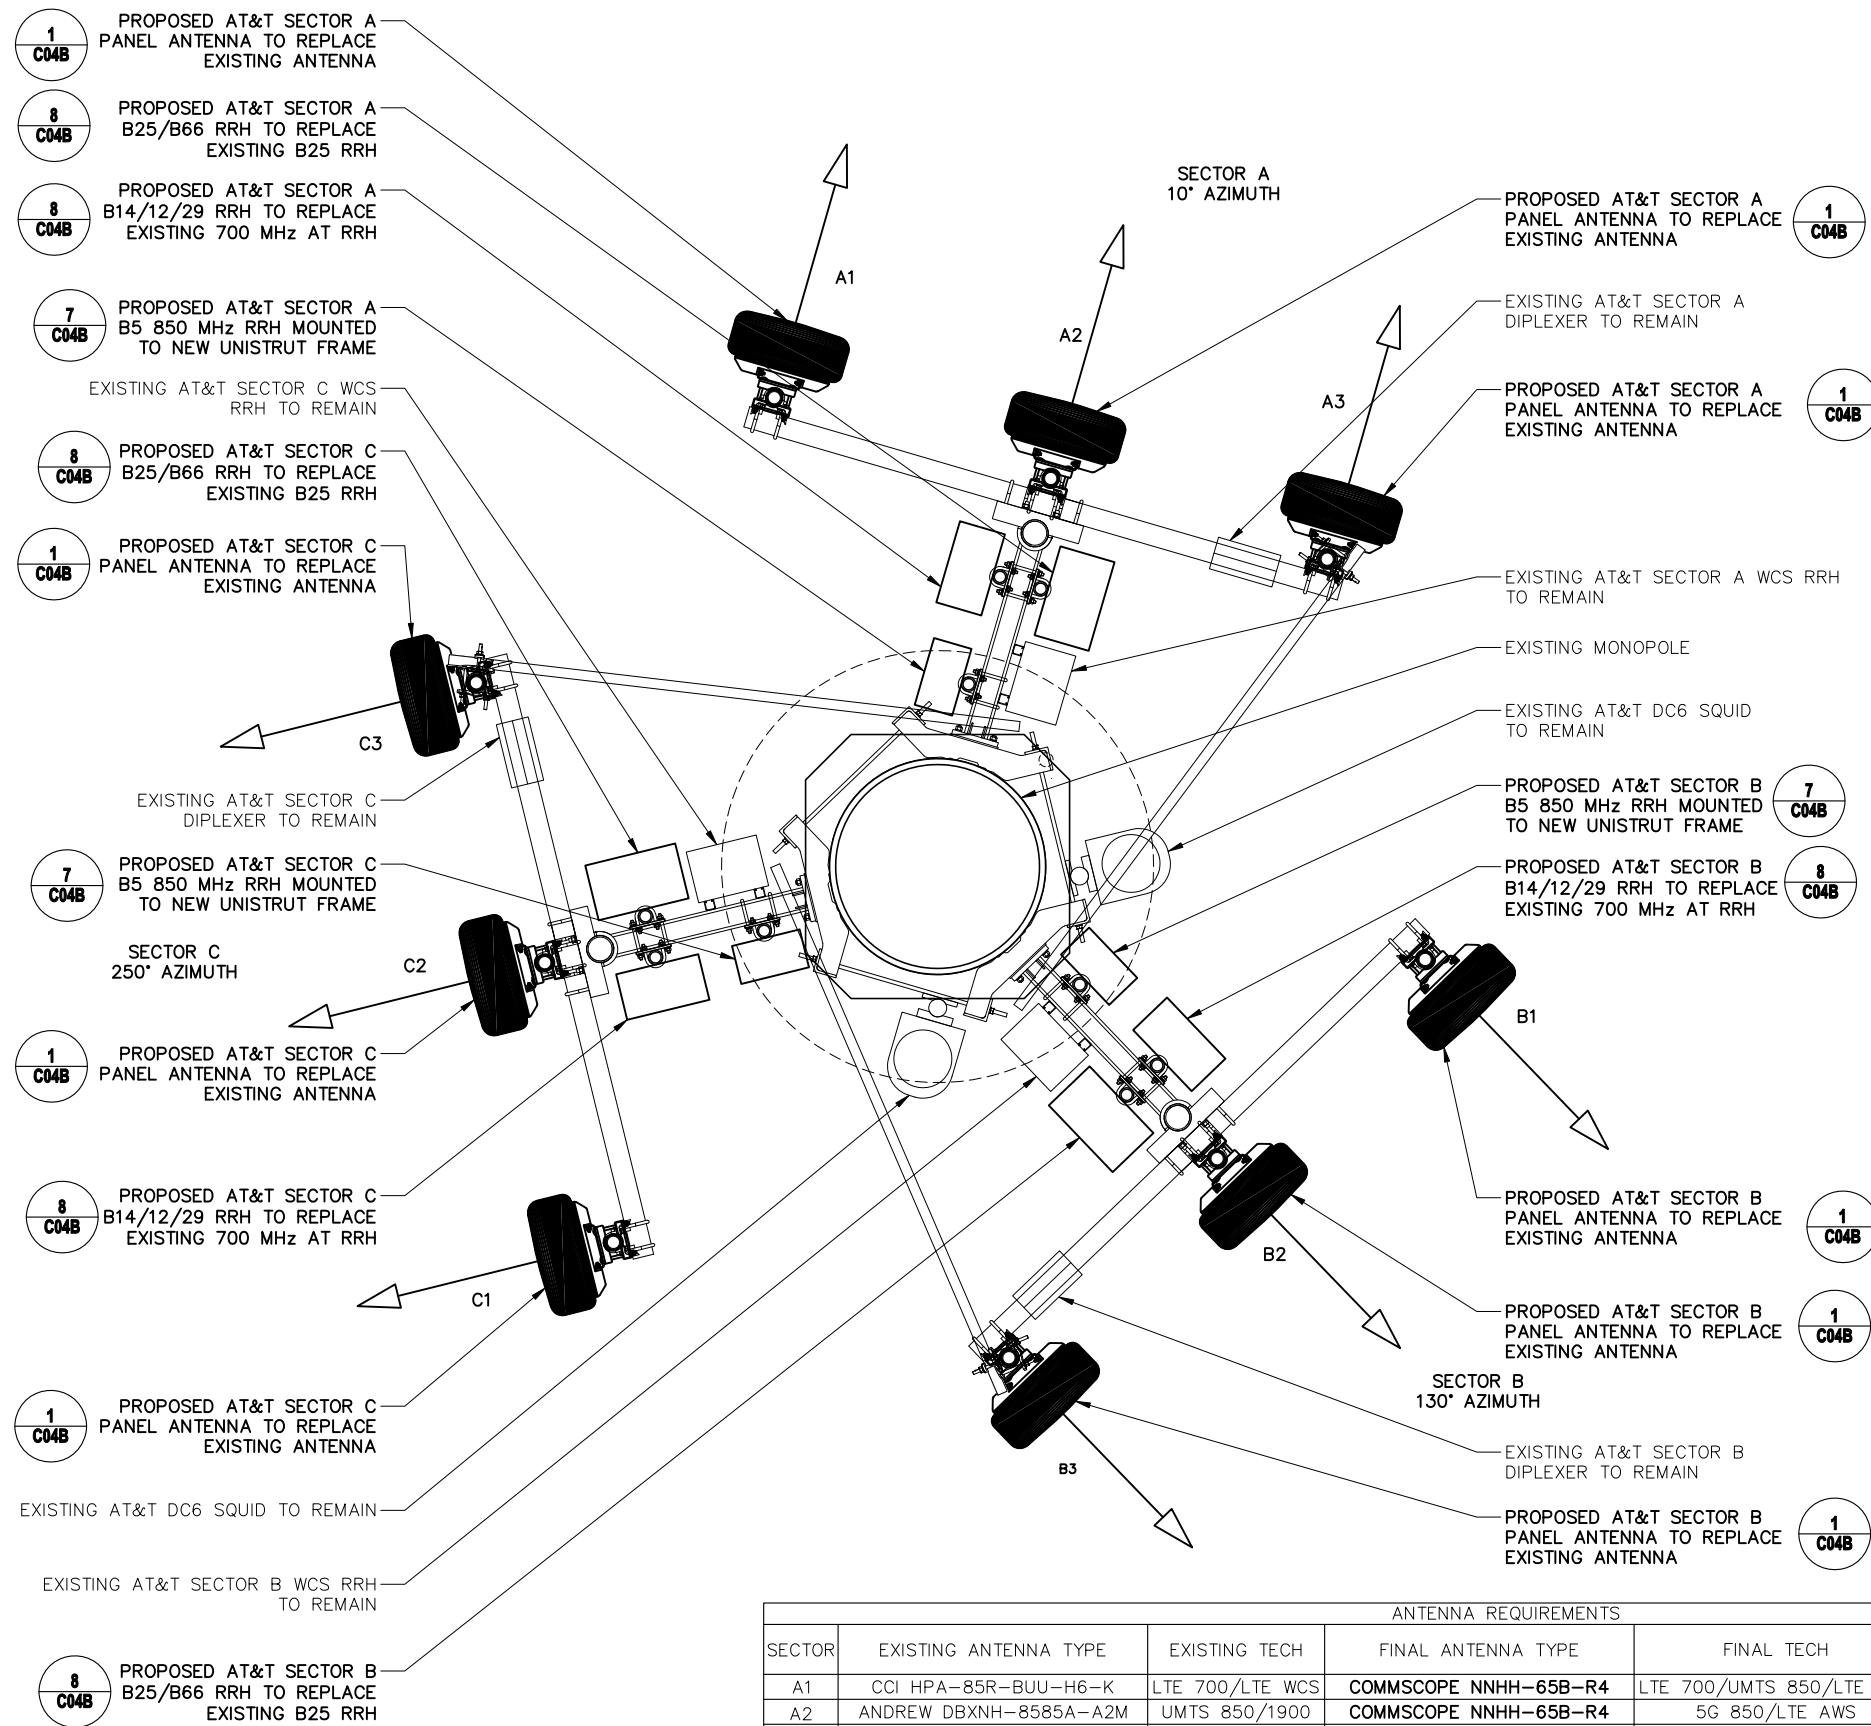 1
C04B
PROPOSED AT&T SECTOR A
PANEL ANTENNA TO REPLACE
EXISTING ANTENNA
8
C04B
PROPOSED AT&T SECTOR A
B25/B66 RRH TO REPLACE
EXISTING B25 RRH
8
C04B
PROPOSED AT&T SECTOR A
B14/12/29 RRH TO REPLACE
EXISTING 700 MHz AT RRH
7
C04B
PROPOSED AT&T SECTOR A
B5 850 MHz RRH MOUNTED
TO NEW UNISTRUT FRAME
EXISTING AT&T SECTOR C WCS
RRH TO REMAIN
8
C04B
PROPOSED AT&T SECTOR C
B25/B66 RRH TO REPLACE
EXISTING B25 RRH
1
C04B
PROPOSED AT&T SECTOR C
PANEL ANTENNA TO REPLACE
EXISTING ANTENNA
EXISTING AT&T SECTOR C
DIPLEXER TO REMAIN
7
C04B
PROPOSED AT&T SECTOR C
B5 850 MHz RRH MOUNTED
TO NEW UNISTRUT FRAME
SECTOR C
250° AZIMUTH
1
C04B
PROPOSED AT&T SECTOR C
PANEL ANTENNA TO REPLACE
EXISTING ANTENNA
8
C04B
PROPOSED AT&T SECTOR C
B14/12/29 RRH TO REPLACE
EXISTING 700 MHz AT RRH
1
C04B
PROPOSED AT&T SECTOR C
PANEL ANTENNA TO REPLACE
EXISTING ANTENNA
EXISTING AT&T DC6 SQUID TO REMAIN
EXISTING AT&T SECTOR B WCS RRH
TO REMAIN
8
C04B
PROPOSED AT&T SECTOR B
B25/B66 RRH TO REPLACE
EXISTING B25 RRH
A1
A2
A3
SECTOR A
10° AZIMUTH
C3
C2
C1
B1
B2
B3
SECTOR B
130° AZIMUTH
PROPOSED AT&T SECTOR A
PANEL ANTENNA TO REPLACE
EXISTING ANTENNA
1
C04B
EXISTING AT&T SECTOR A
DIPLEXER TO REMAIN
PROPOSED AT&T SECTOR A
PANEL ANTENNA TO REPLACE
EXISTING ANTENNA
1
C04B
EXISTING AT&T SECTOR A WCS RRH
TO REMAIN
EXISTING MONOPOLE
EXISTING AT&T DC6 SQUID
TO REMAIN
PROPOSED AT&T SECTOR B
B5 850 MHz RRH MOUNTED
TO NEW UNISTRUT FRAME
7
C04B
PROPOSED AT&T SECTOR B
B14/12/29 RRH TO REPLACE
EXISTING 700 MHz AT RRH
8
C04B
PROPOSED AT&T SECTOR B
PANEL ANTENNA TO REPLACE
EXISTING ANTENNA
1
C04B
PROPOSED AT&T SECTOR B
PANEL ANTENNA TO REPLACE
EXISTING ANTENNA
1
C04B
EXISTING AT&T SECTOR B
DIPLEXER TO REMAIN
PROPOSED AT&T SECTOR B
PANEL ANTENNA TO REPLACE
EXISTING ANTENNA
1
C04B
ANTENNA REQUIREMENTS
SECTOR EXISTING ANTENNA TYPE EXISTING TECH FINAL ANTENNA TYPE FINAL TECH
A1 CCI HPA-85R-BUU-H6-K LTE 700/LTE WCS COMMSCOPE NNHH-65B-R4 LTE 700/UMTS 850/LTE
A2 ANDREW DBXNH-8585A-A2M UMTS 850/1900 COMMSCOPE NNHH-65B-R4 5G 850/LTE AWS